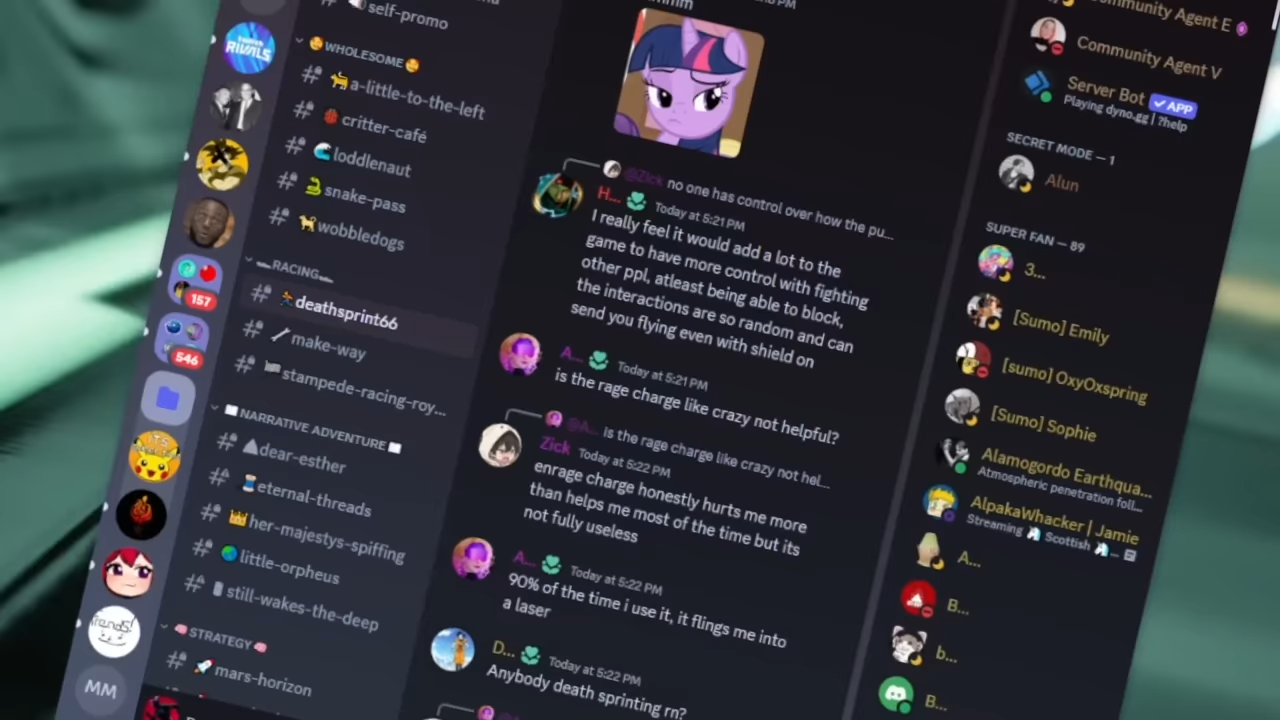 self-promo
WHOLESOME
a-little-to-the-left
critter-café
loddlenaut
snake-pass
wobbledogs
RACING
deathsprint66
make-way
stampede-racing-roy...
NARRATIVE ADVENTURE
dear-esther
eternal-threads
her-majestys-spiffing
little-orpheus
still-wakes-the-deep
STRATEGY
mars-horizon
RIVALS
157
546
MM
@Zick no one has control over how the pu...
H... Today at 5:21 PM
I really feel it would add a lot to the
game to have more control with fighting
other ppl, atleast being able to block,
the interactions are so random and can
send you flying even with shield on
A... Today at 5:21 PM
is the rage charge like crazy not helpful?
@A... is the rage charge like crazy not hel...
Zick Today at 5:22 PM
enrage charge honestly hurts me more
than helps me most of the time but its
not fully useless
A... Today at 5:22 PM
90% of the time i use it, it flings me into
a laser
D... Today at 5:22 PM
Anybody death sprinting rn?
Community Agent E
Community Agent V
Server Bot ✓ APP
Playing dyno.gg | ?help
SECRET MODE — 1
Alun
SUPER FAN — 89
3...
[Sumo] Emily
[sumo] OxyOxspring
[Sumo] Sophie
Alamogordo Earthqua...
Atmospheric penetration foll...
AlpakaWhacker | Jamie
Streaming Scottish ...
A...
B...
b...
B...